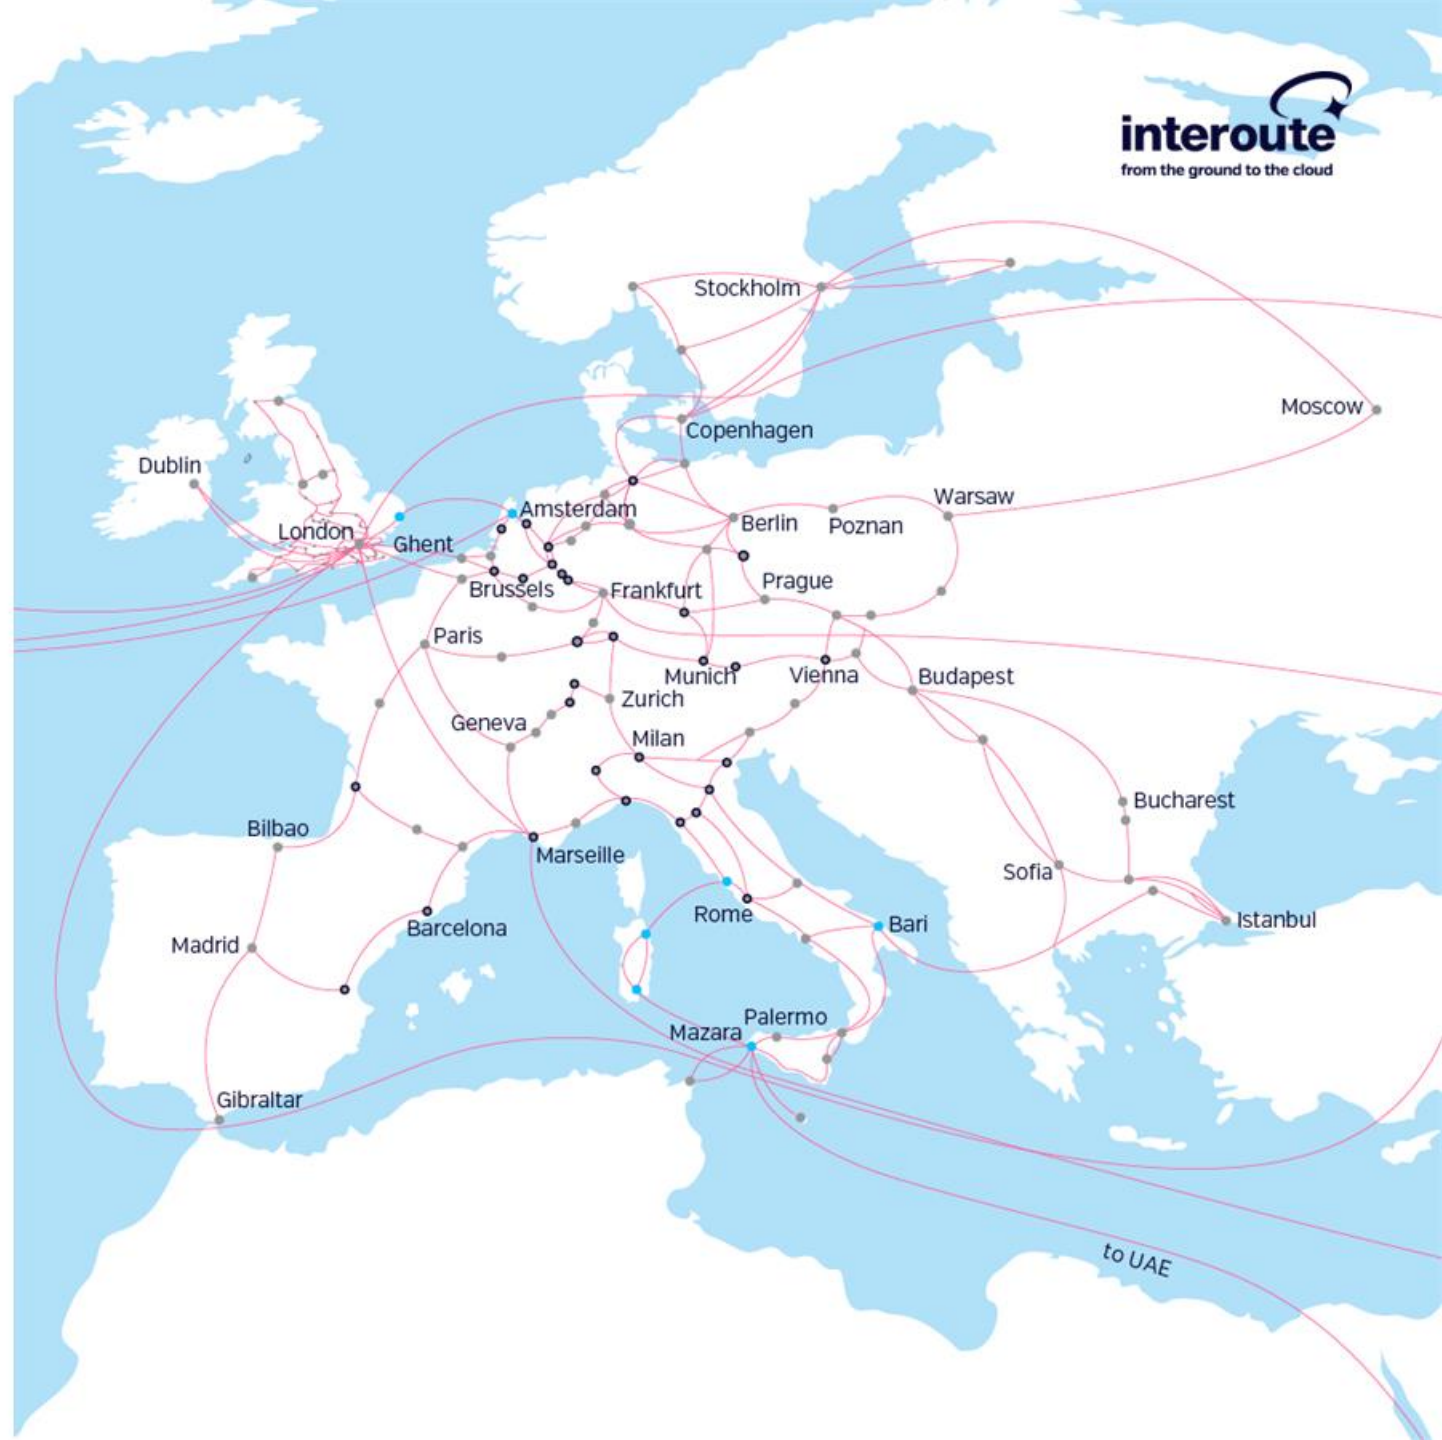 interoute
from the ground to the cloud
Stockholm
Moscow
Copenhagen
Dublin
Warsaw
Amsterdam
Berlin
Poznan
London
Ghent
Prague
Brussels
Frankfurt
Paris
Munich
Vienna
Budapest
Zurich
Geneva
Milan
Bucharest
Bilbao
Marseille
Sofia
Rome
Bari
Istanbul
Barcelona
Madrid
Palermo
Mazara
Gibraltar
to UAE